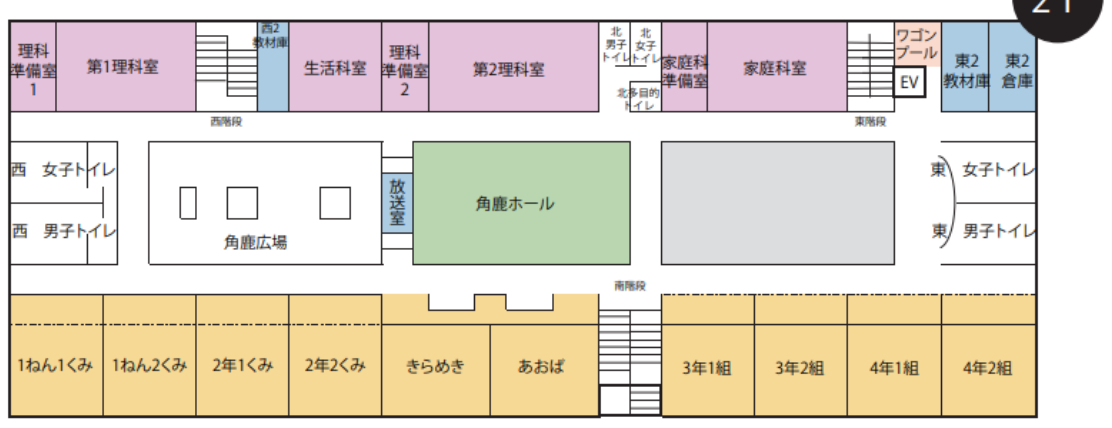 21
理科
準備室
1
第1理科室
西2
教材庫
生活科室
理科
準備室
2
第2理科室
北
男子
トイレ
北
女子
トイレ
北多目的
トイレ
家庭科
準備室
家庭科室
ワゴン
プール
EV
東2
教材庫
東2
倉庫
西階段
東階段
西 女子トイレ
西 男子トイレ
角鹿広場
放送室
角鹿ホール
東 女子トイレ
東 男子トイレ
南階段
1ねん1くみ
1ねん2くみ
2年1くみ
2年2くみ
きらめき
あおば
3年1組
3年2組
4年1組
4年2組